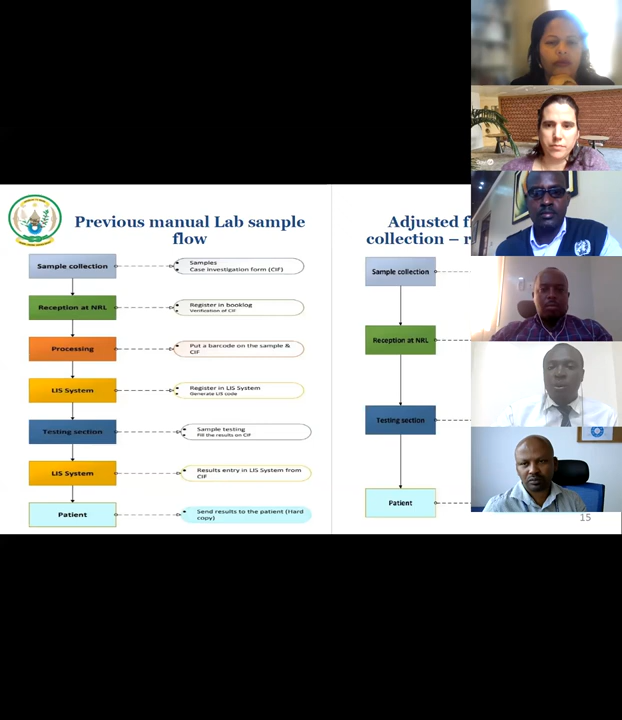 Previous manual Lab sample
flow
Sample collection
Samples
Case investigation form (CIF)
Reception at NRL
Register in booklog
Verification of CIF
Processing
Put a barcode on the sample &
CIF
LIS System
Register in LIS System
Generate LIS code
Testing section
Sample testing
Fill the results on CIF
LIS System
Results entry in LIS System from
CIF
Patient
Send results to the patient (Hard
copy)
Adjusted f
collection – r
Sample collection
Reception at NRL
Testing section
Patient
15